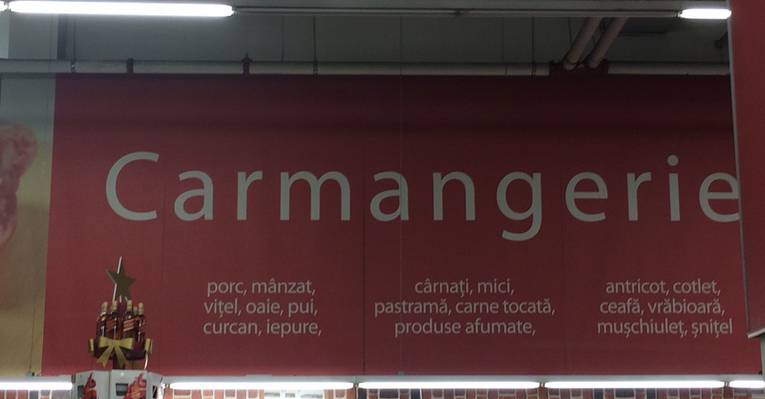 Carmangerie
porc, mânzat,
vițel, oaie, pui,
curcan, iepure,
cârnați, mici,
pastramă, carne tocată,
produse afumate,
antricot, cotlet,
ceafă, vrăbioară,
mușchiuleț, șnițel